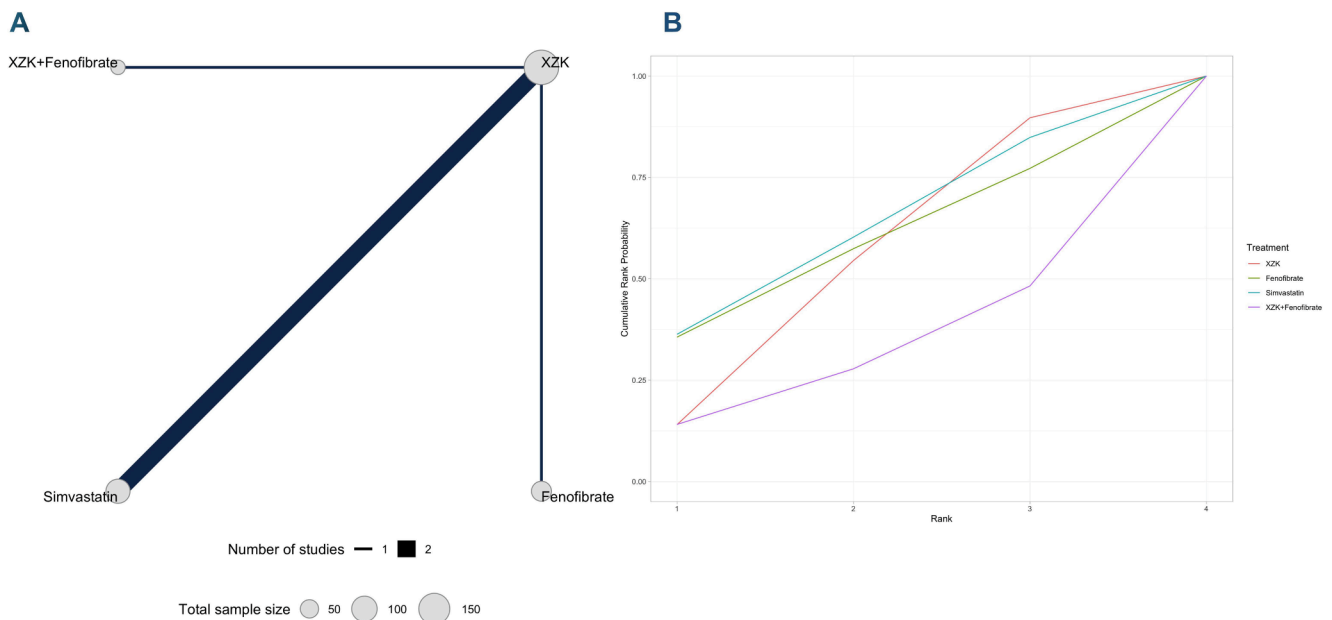 A
XZK+Fenofibrate
XZK
Simvastatin
Fenofibrate
Number of studies 1 2
Total sample size 50 100 150
B
1.00
0.75
0.50
0.25
0.00
Cumulative Rank Probability
1 2 3 4
Rank
Treatment
XZK
Fenofibrate
Simvastatin
XZK+Fenofibrate